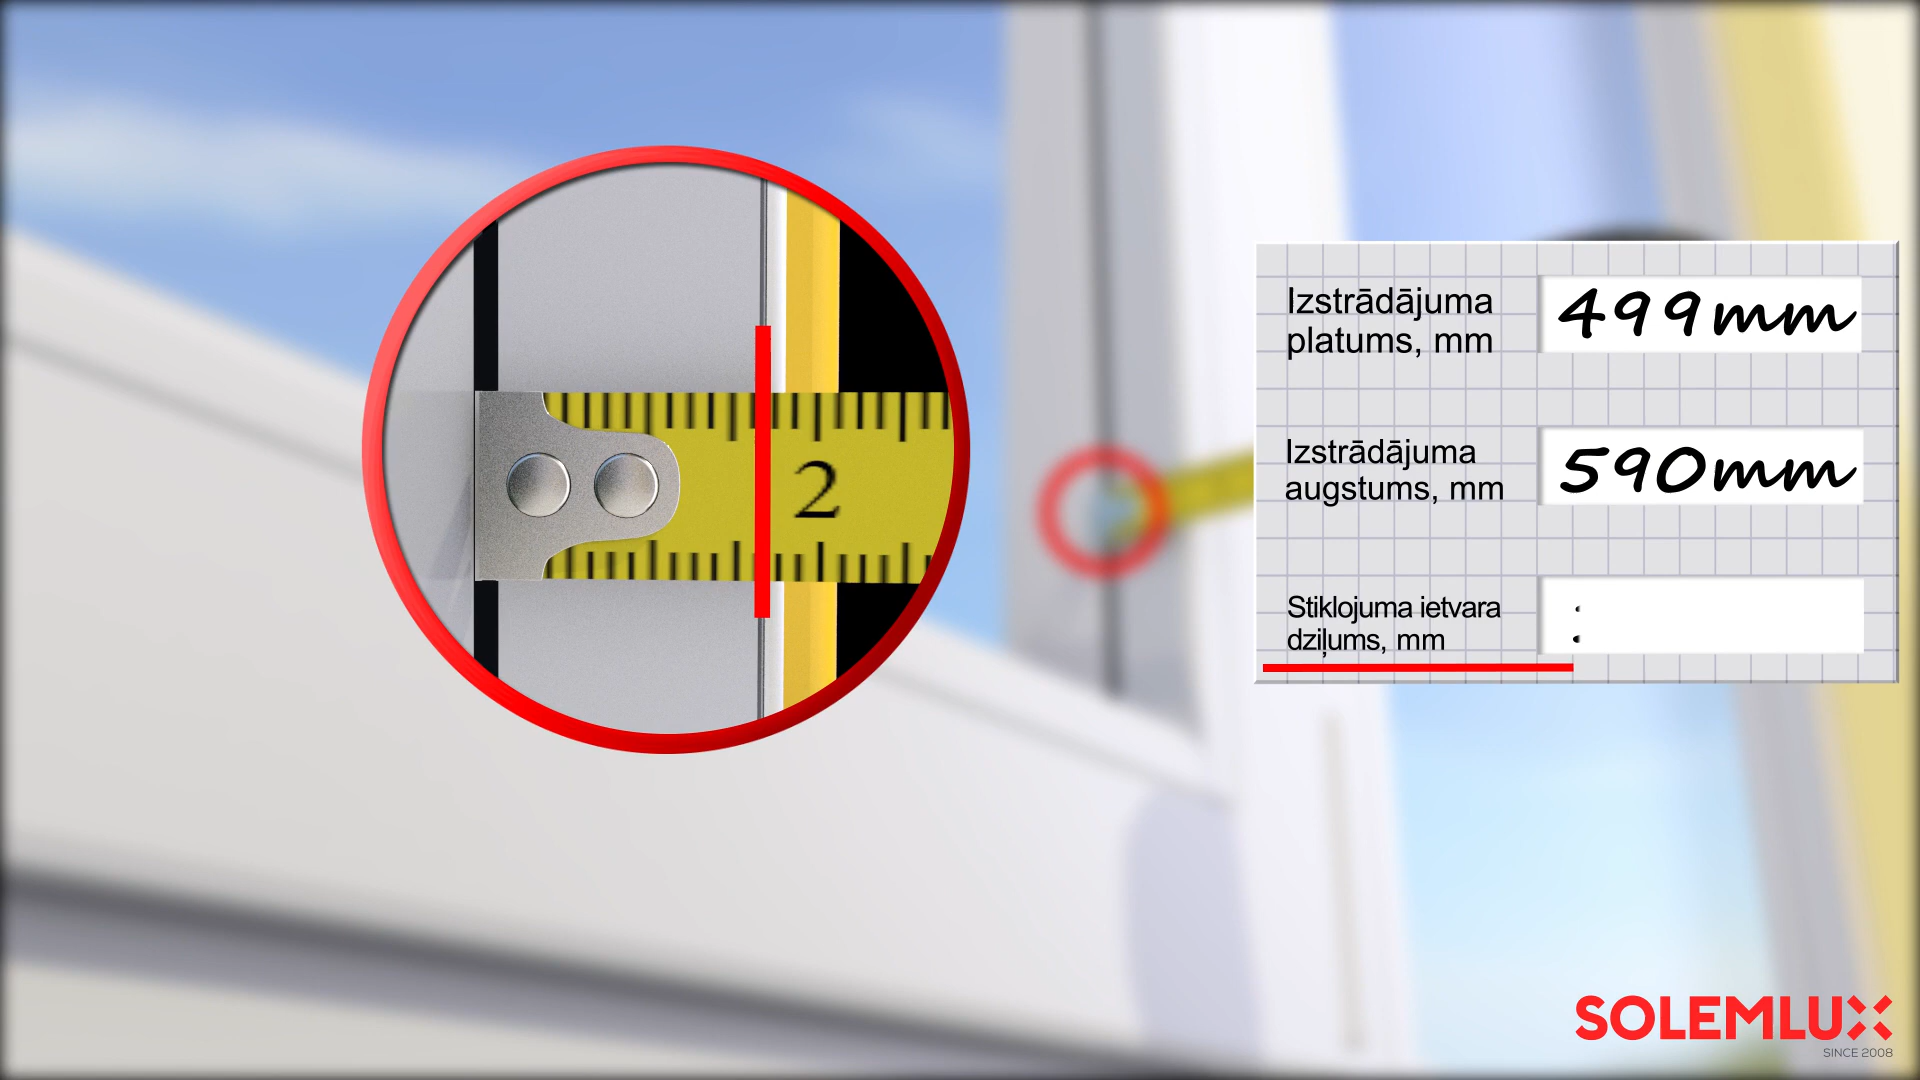 Izstrādājuma
platums, mm
499mm
Izstrādājuma
augstums, mm
590mm
Stiklojuma ietvara
dziļums, mm
2
SOLEMLUX
SINCE 2008